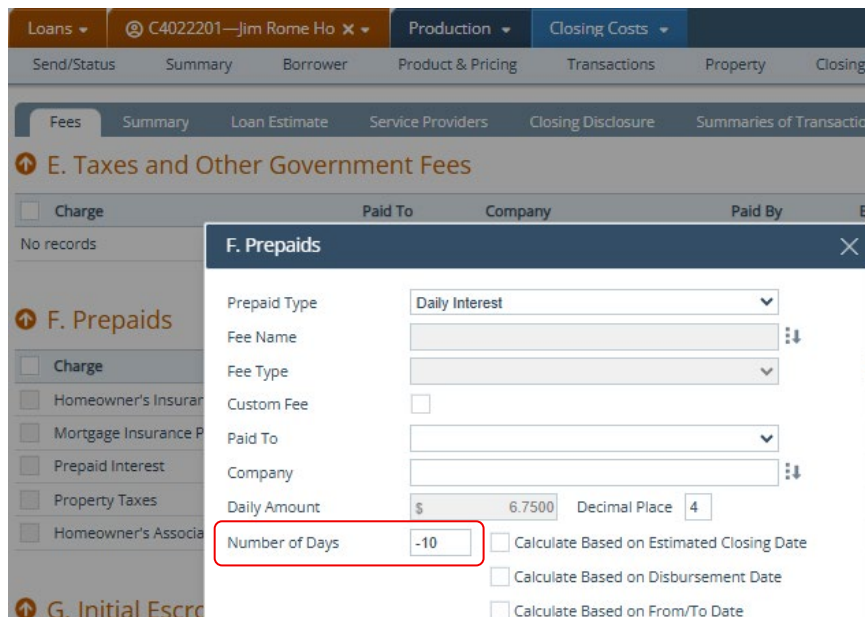 Loans C4022201—Jim Rome Ho Production Closing Costs
Send/Status Summary Borrower Product & Pricing Transactions Property Closing
Fees Summary Loan Estimate Service Providers Closing Disclosure Summaries of Transactio
E. Taxes and Other Government Fees
Charge Paid To Company Paid By
No records
F. Prepaids
Prepaid Type Daily Interest
Fee Name
Fee Type
Custom Fee
Paid To
Company
Daily Amount $ 6.7500 Decimal Place 4
Number of Days -10 Calculate Based on Estimated Closing Date
Calculate Based on Disbursement Date
Calculate Based on From/To Date
F. Prepaids
Charge
Homeowner's Insuran
Mortgage Insurance P
Prepaid Interest
Property Taxes
Homeowner's Associa
G. Initial Escro